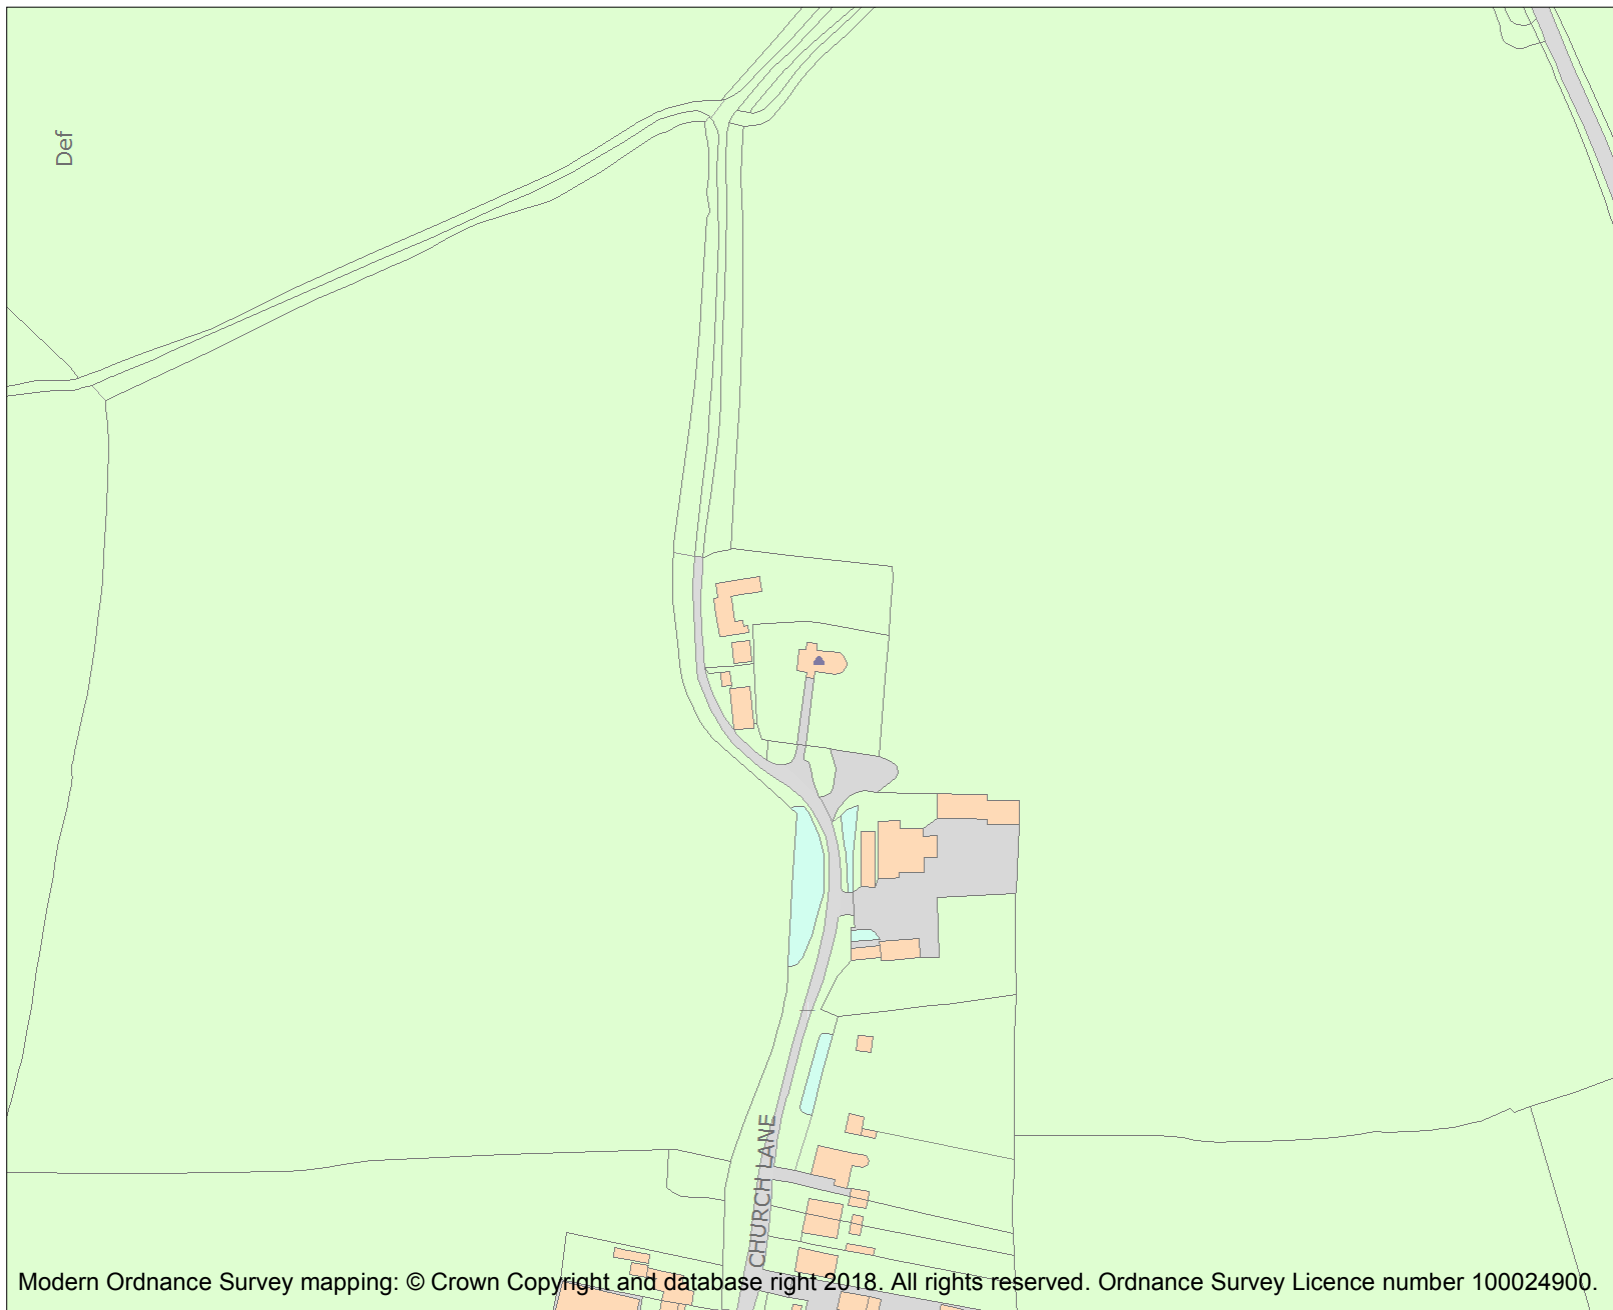 Def
CHURCH LANE
Modern Ordnance Survey mapping: © Crown Copyright and database right 2018. All rights reserved. Ordnance Survey Licence number 100024900.